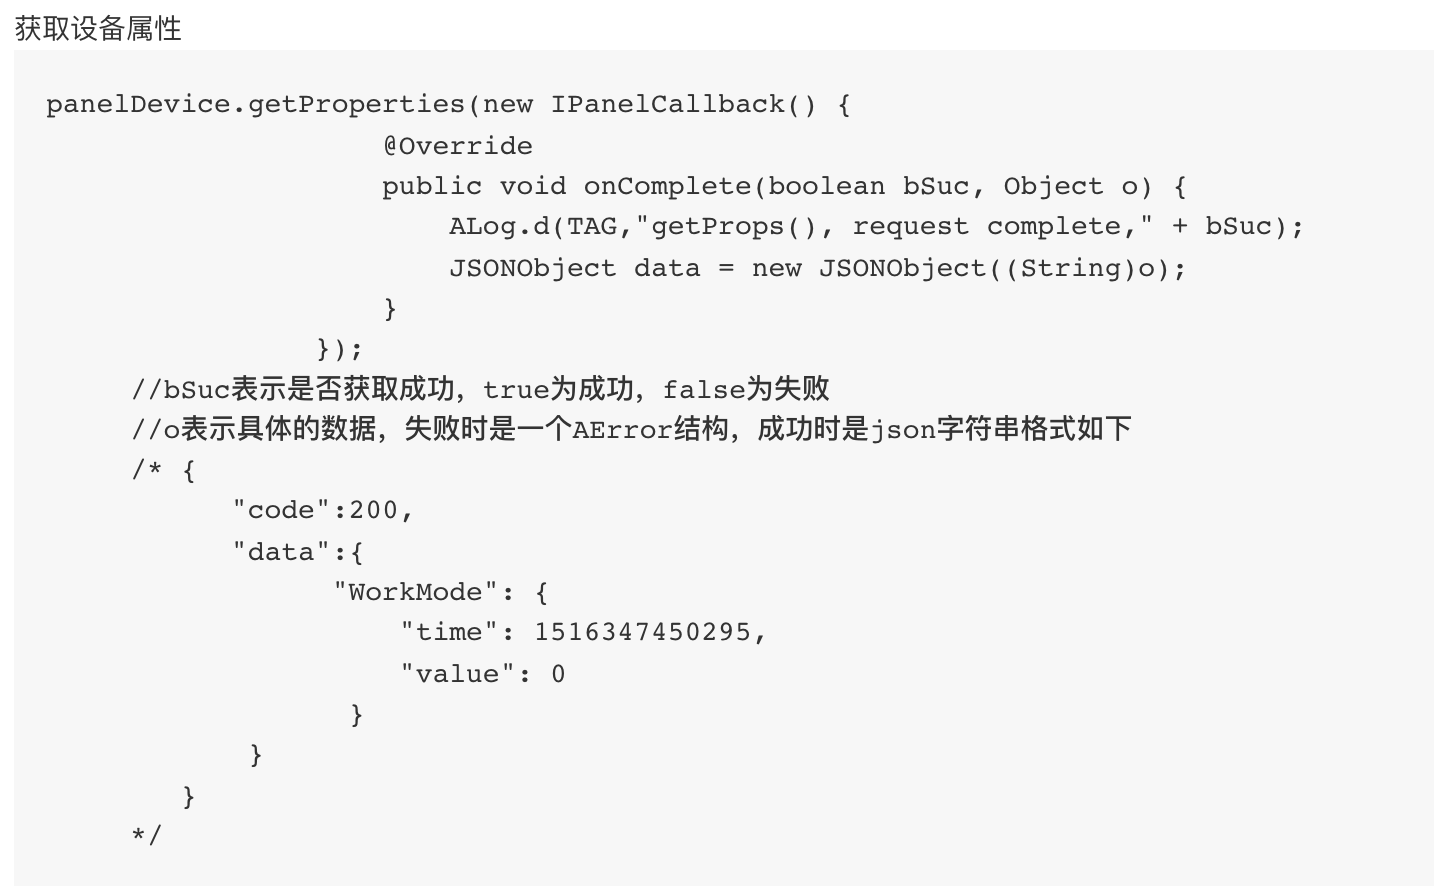 获取设备属性
panelDevice.getProperties(new IPanelCallback() {
                    @Override
                    public void onComplete(boolean bSuc, Object o) {
                        ALog.d(TAG,"getProps(), request complete," + bSuc);
                        JSONObject data = new JSONObject((String)o);
                    }
                });
     //bSuc表示是否获取成功，true为成功，false为失败
     //o表示具体的数据，失败时是一个AError结构，成功时是json字符串格式如下
     /* {
           "code":200,
           "data":{
                 "WorkMode": {
                     "time": 1516347450295,
                     "value": 0
                  }
            }
        }
     */